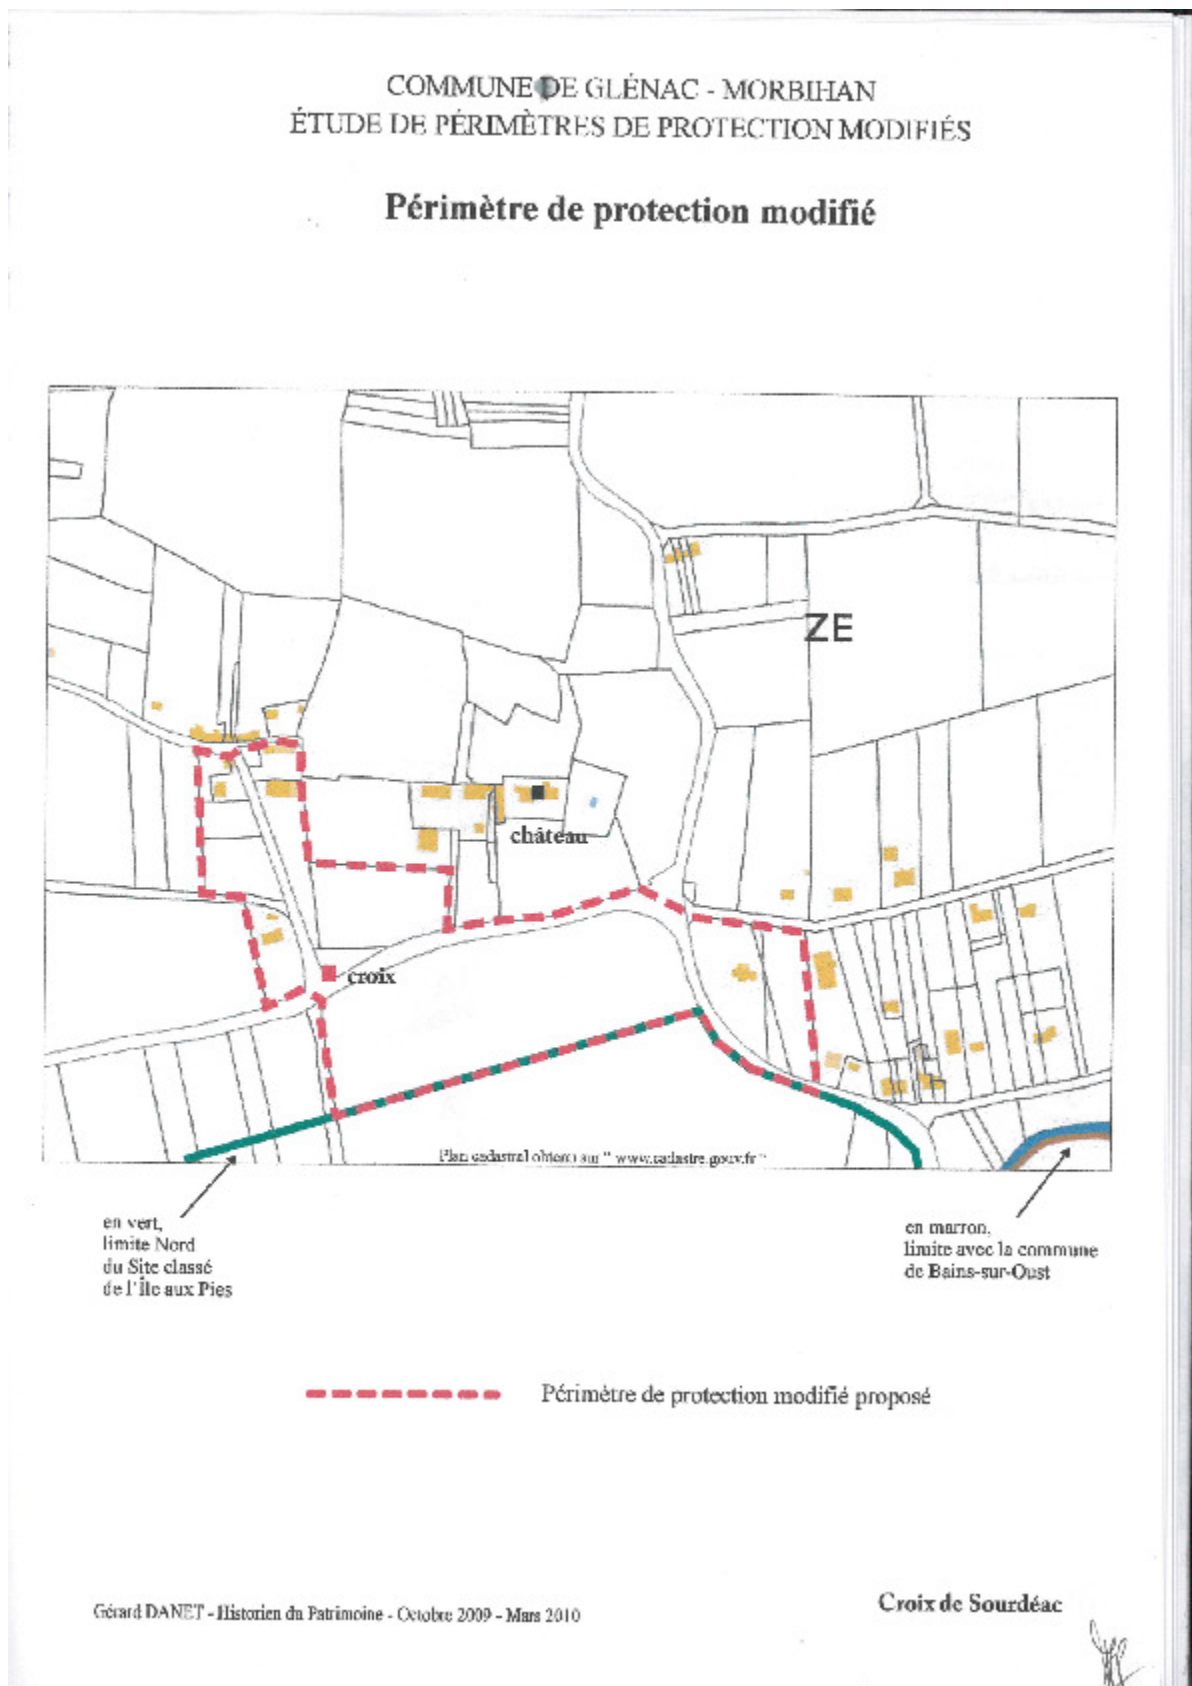 COMMUNE DE GLÉNAC - MORBIHAN
ÉTUDE DE PÉRIMÈTRES DE PROTECTION MODIFIÉS
Périmètre de protection modifié
ZE
château
croix
Plan cadastral obtenu sur " www.cadastre.gouv.fr "
en vert,
limite Nord
du Site classé
de l'Île aux Pies
en marron,
limite avec la commune
de Bains-sur-Oust
Périmètre de protection modifié proposé
Gérard DANET - Historien du Patrimoine - Octobre 2009 - Mars 2010
Croix de Sourdéac